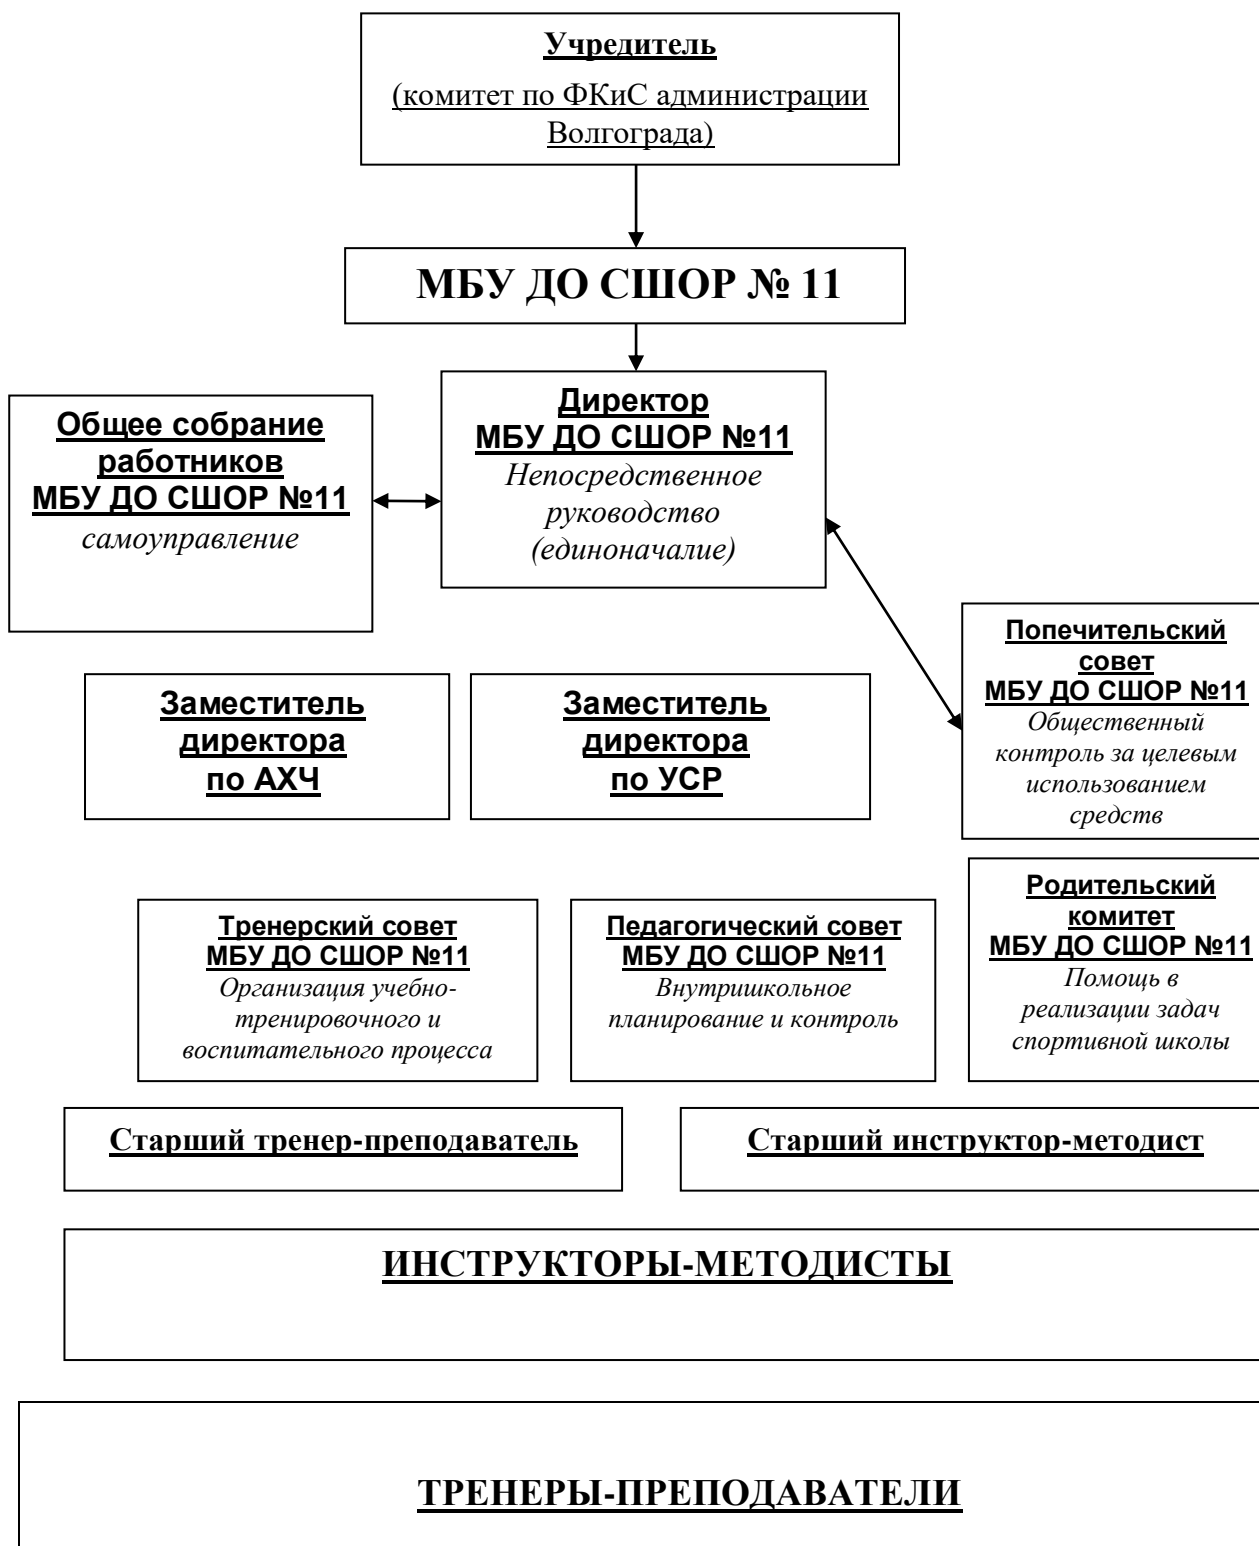 Учредитель
(комитет по ФКиС администрации
Волгограда)
МБУ ДО СШОР № 11
Общее собрание
работников
МБУ ДО СШОР №11
самоуправление
Директор
МБУ ДО СШОР №11
Непосредственное
руководство
(единоначалие)
Попечительский
совет
МБУ ДО СШОР №11
Общественный
контроль за целевым
использованием
средств
Заместитель
директора
по АХЧ
Заместитель
директора
по УСР
Тренерский совет
МБУ ДО СШОР №11
Организация учебно-
тренировочного и
воспитательного процесса
Педагогический совет
МБУ ДО СШОР №11
Внутришкольное
планирование и контроль
Родительский
комитет
МБУ ДО СШОР №11
Помощь в
реализации задач
спортивной школы
Старший тренер-преподаватель
Старший инструктор-методист
ИНСТРУКТОРЫ-МЕТОДИСТЫ
ТРЕНЕРЫ-ПРЕПОДАВАТЕЛИ